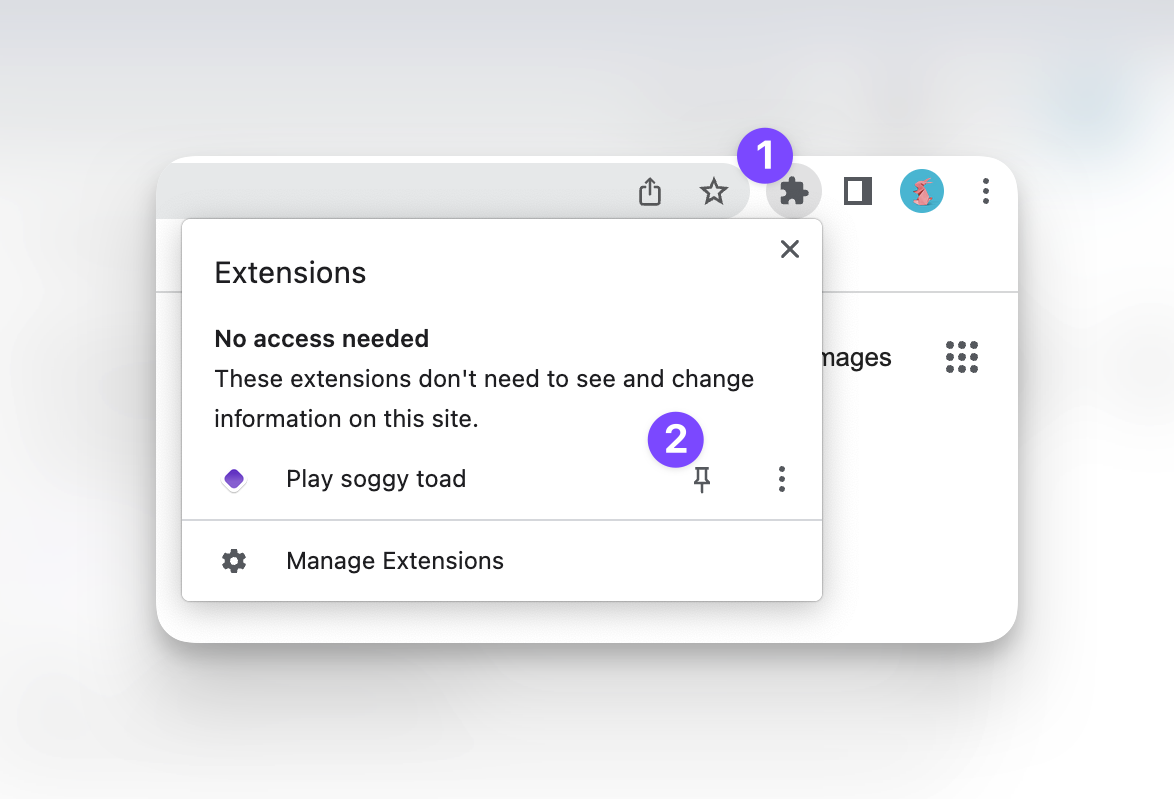 1
Extensions
No access needed
These extensions don't need to see and change
information on this site.
mages
2
Play soggy toad
Manage Extensions